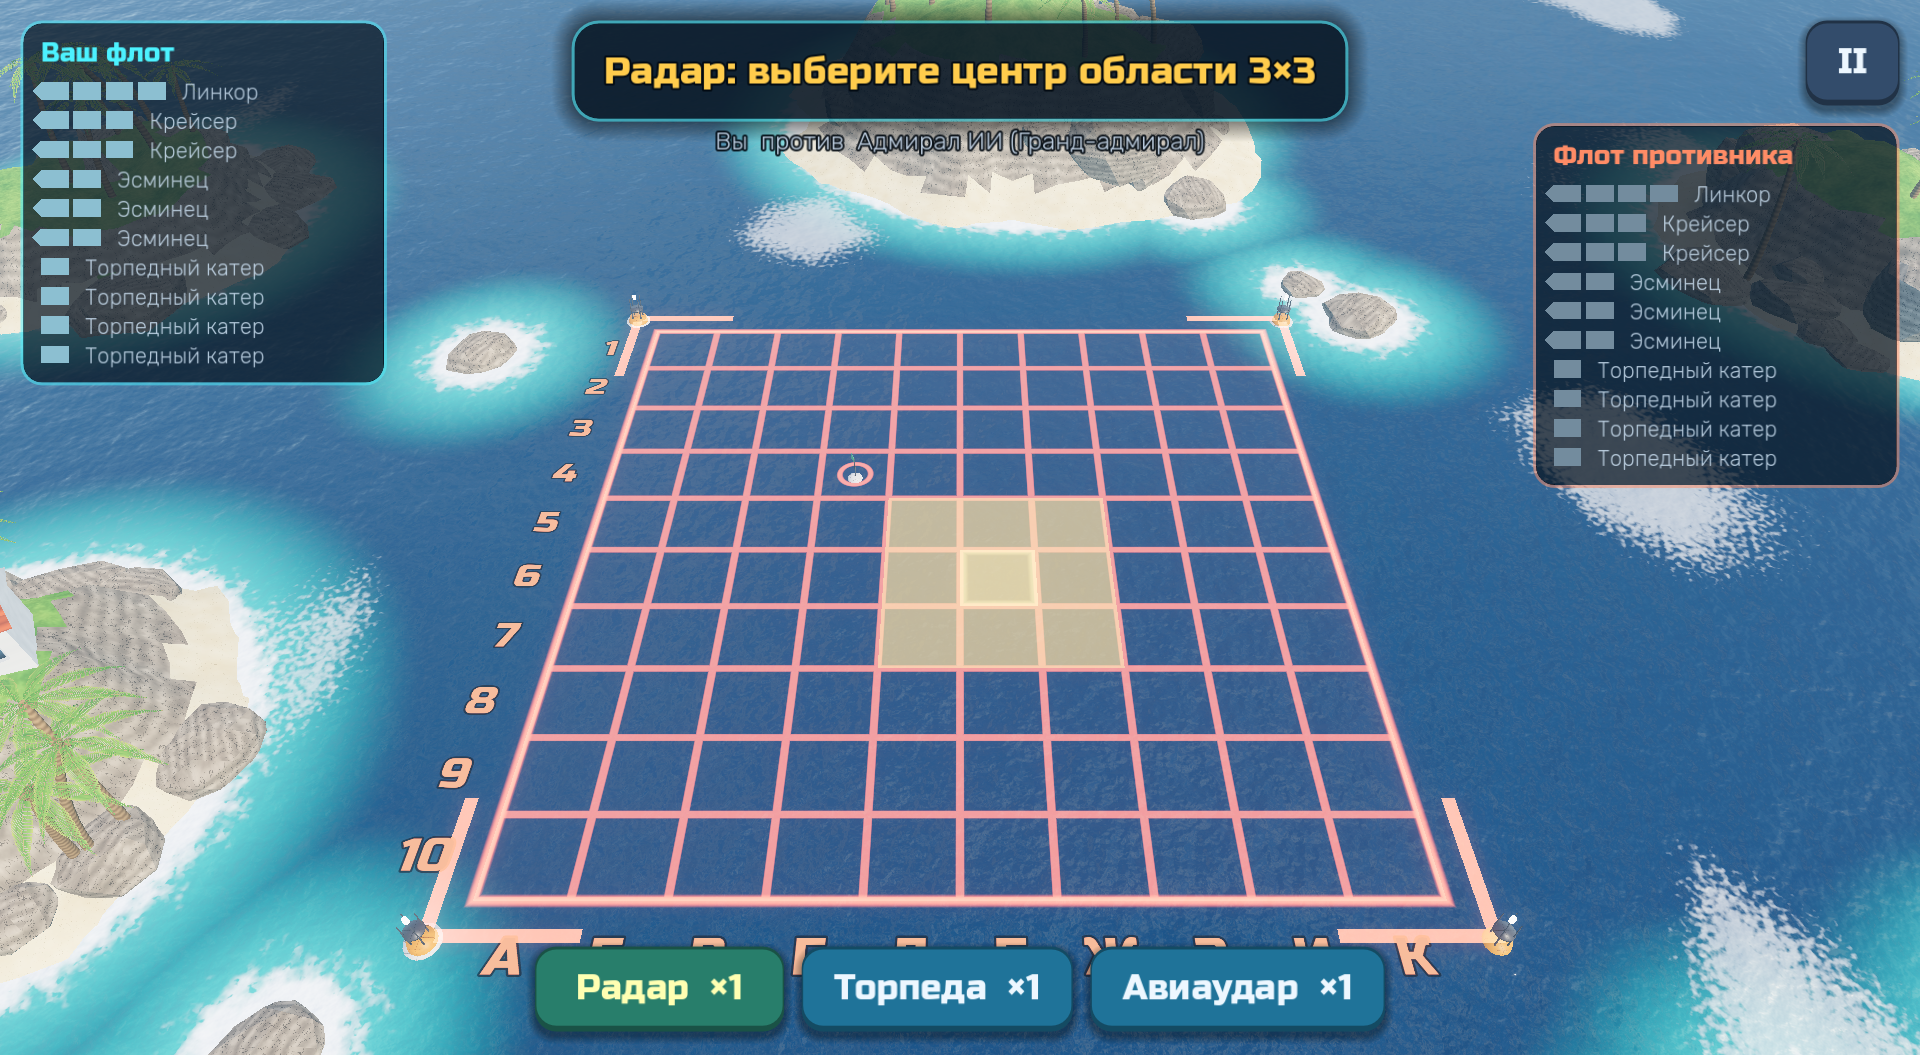 Ваш флот
Линкор
Крейсер
Крейсер
Эсминец
Эсминец
Эсминец
Торпедный катер
Торпедный катер
Торпедный катер
Торпедный катер
Радар: выберите центр области 3×3
Вы против Адмирал ИИ (Гранд-адмирал)
II
Флот противника
Линкор
Крейсер
Крейсер
Эсминец
Эсминец
Эсминец
Торпедный катер
Торпедный катер
Торпедный катер
Торпедный катер
1
2
3
4
5
6
7
8
9
10
А Б В Г Д Е Ж З И К
Радар ×1
Торпеда ×1
Авиаудар ×1